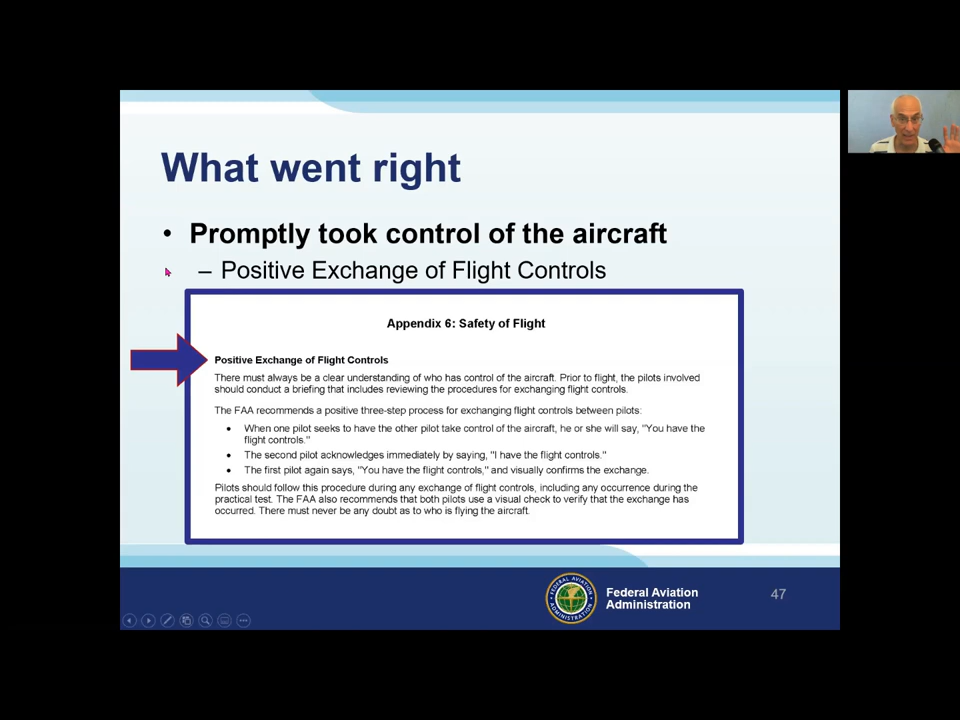 What went right
• Promptly took control of the aircraft
– Positive Exchange of Flight Controls
Appendix 6: Safety of Flight
Positive Exchange of Flight Controls
There must always be a clear understanding of who has control of the aircraft. Prior to flight, the pilots involved
should conduct a briefing that includes reviewing the procedures for exchanging flight controls.
The FAA recommends a positive three-step process for exchanging flight controls between pilots:
• When one pilot seeks to have the other pilot take control of the aircraft, he or she will say, "You have the
flight controls."
• The second pilot acknowledges immediately by saying, "I have the flight controls."
• The first pilot again says, "You have the flight controls," and visually confirms the exchange.
Pilots should follow this procedure during any exchange of flight controls, including any occurrence during the
practical test. The FAA also recommends that both pilots use a visual check to verify that the exchange has
occurred. There must never be any doubt as to who is flying the aircraft.
FEDERAL AVIATION
ADMINISTRATION
Federal Aviation
Administration
47